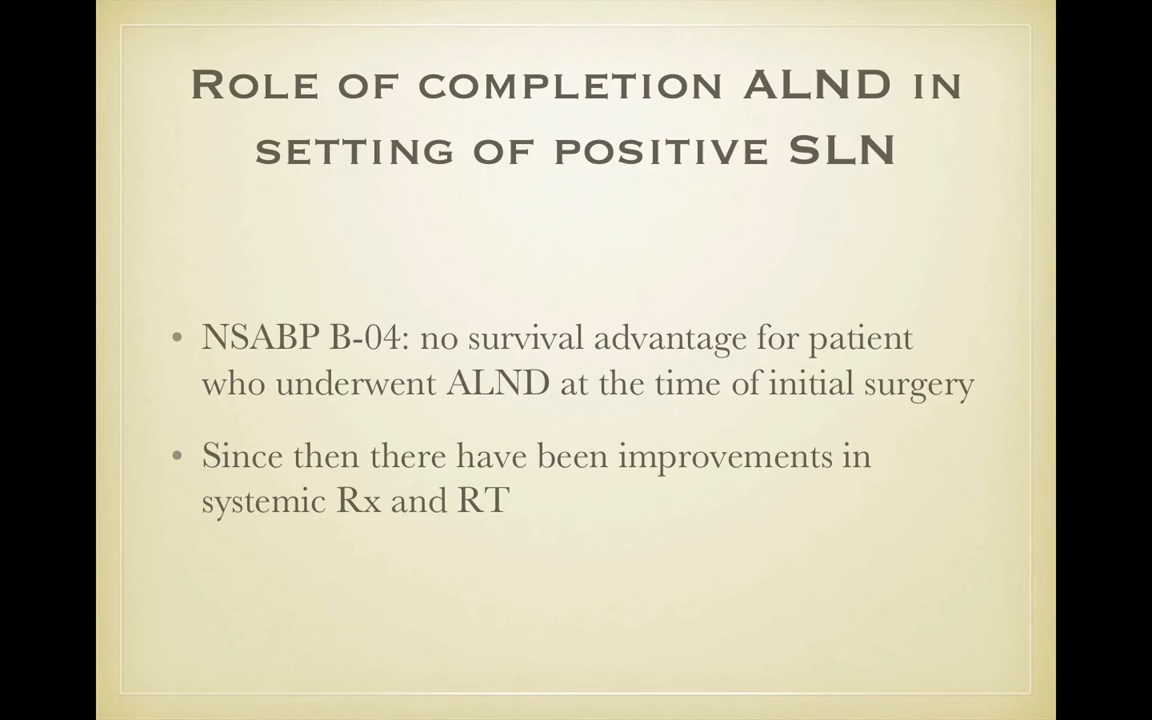 Role of completion ALND in
setting of positive SLN
• NSABP B-04: no survival advantage for patient
who underwent ALND at the time of initial surgery
• Since then there have been improvements in
systemic Rx and RT